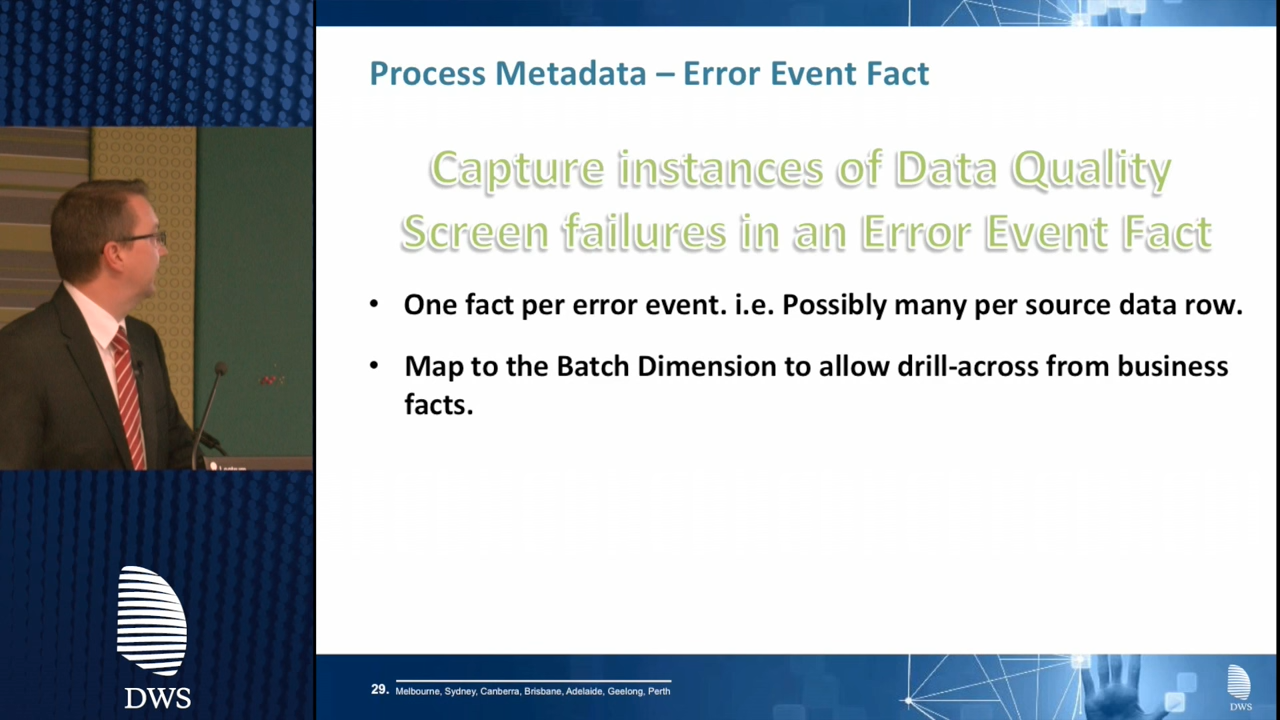 Process Metadata – Error Event Fact
Capture instances of Data Quality
Screen failures in an Error Event Fact
• One fact per error event. i.e. Possibly many per source data row.
• Map to the Batch Dimension to allow drill-across from business
facts.
DWS
29. Melbourne, Sydney, Canberra, Brisbane, Adelaide, Geelong, Perth
DWS